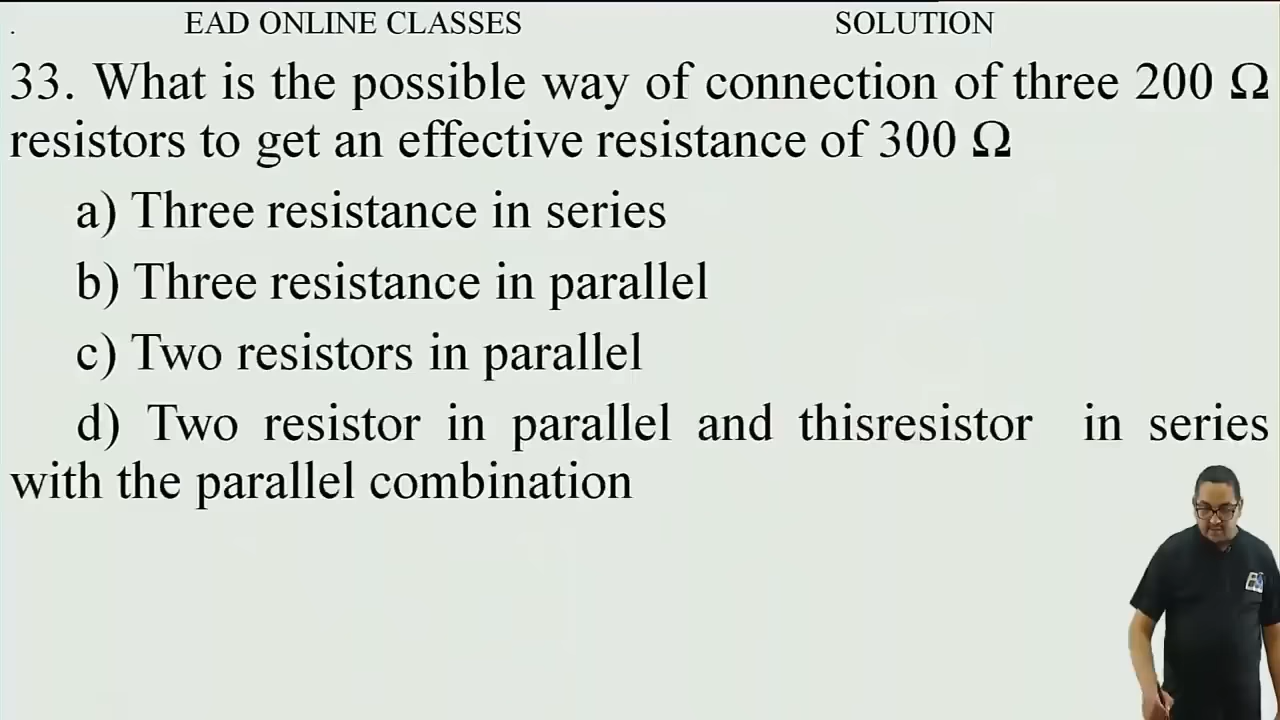 . EAD ONLINE CLASSES SOLUTION
33. What is the possible way of connection of three 200 Ω
resistors to get an effective resistance of 300 Ω
a) Three resistance in series
b) Three resistance in parallel
c) Two resistors in parallel
d) Two resistor in parallel and thisresistor in series
with the parallel combination